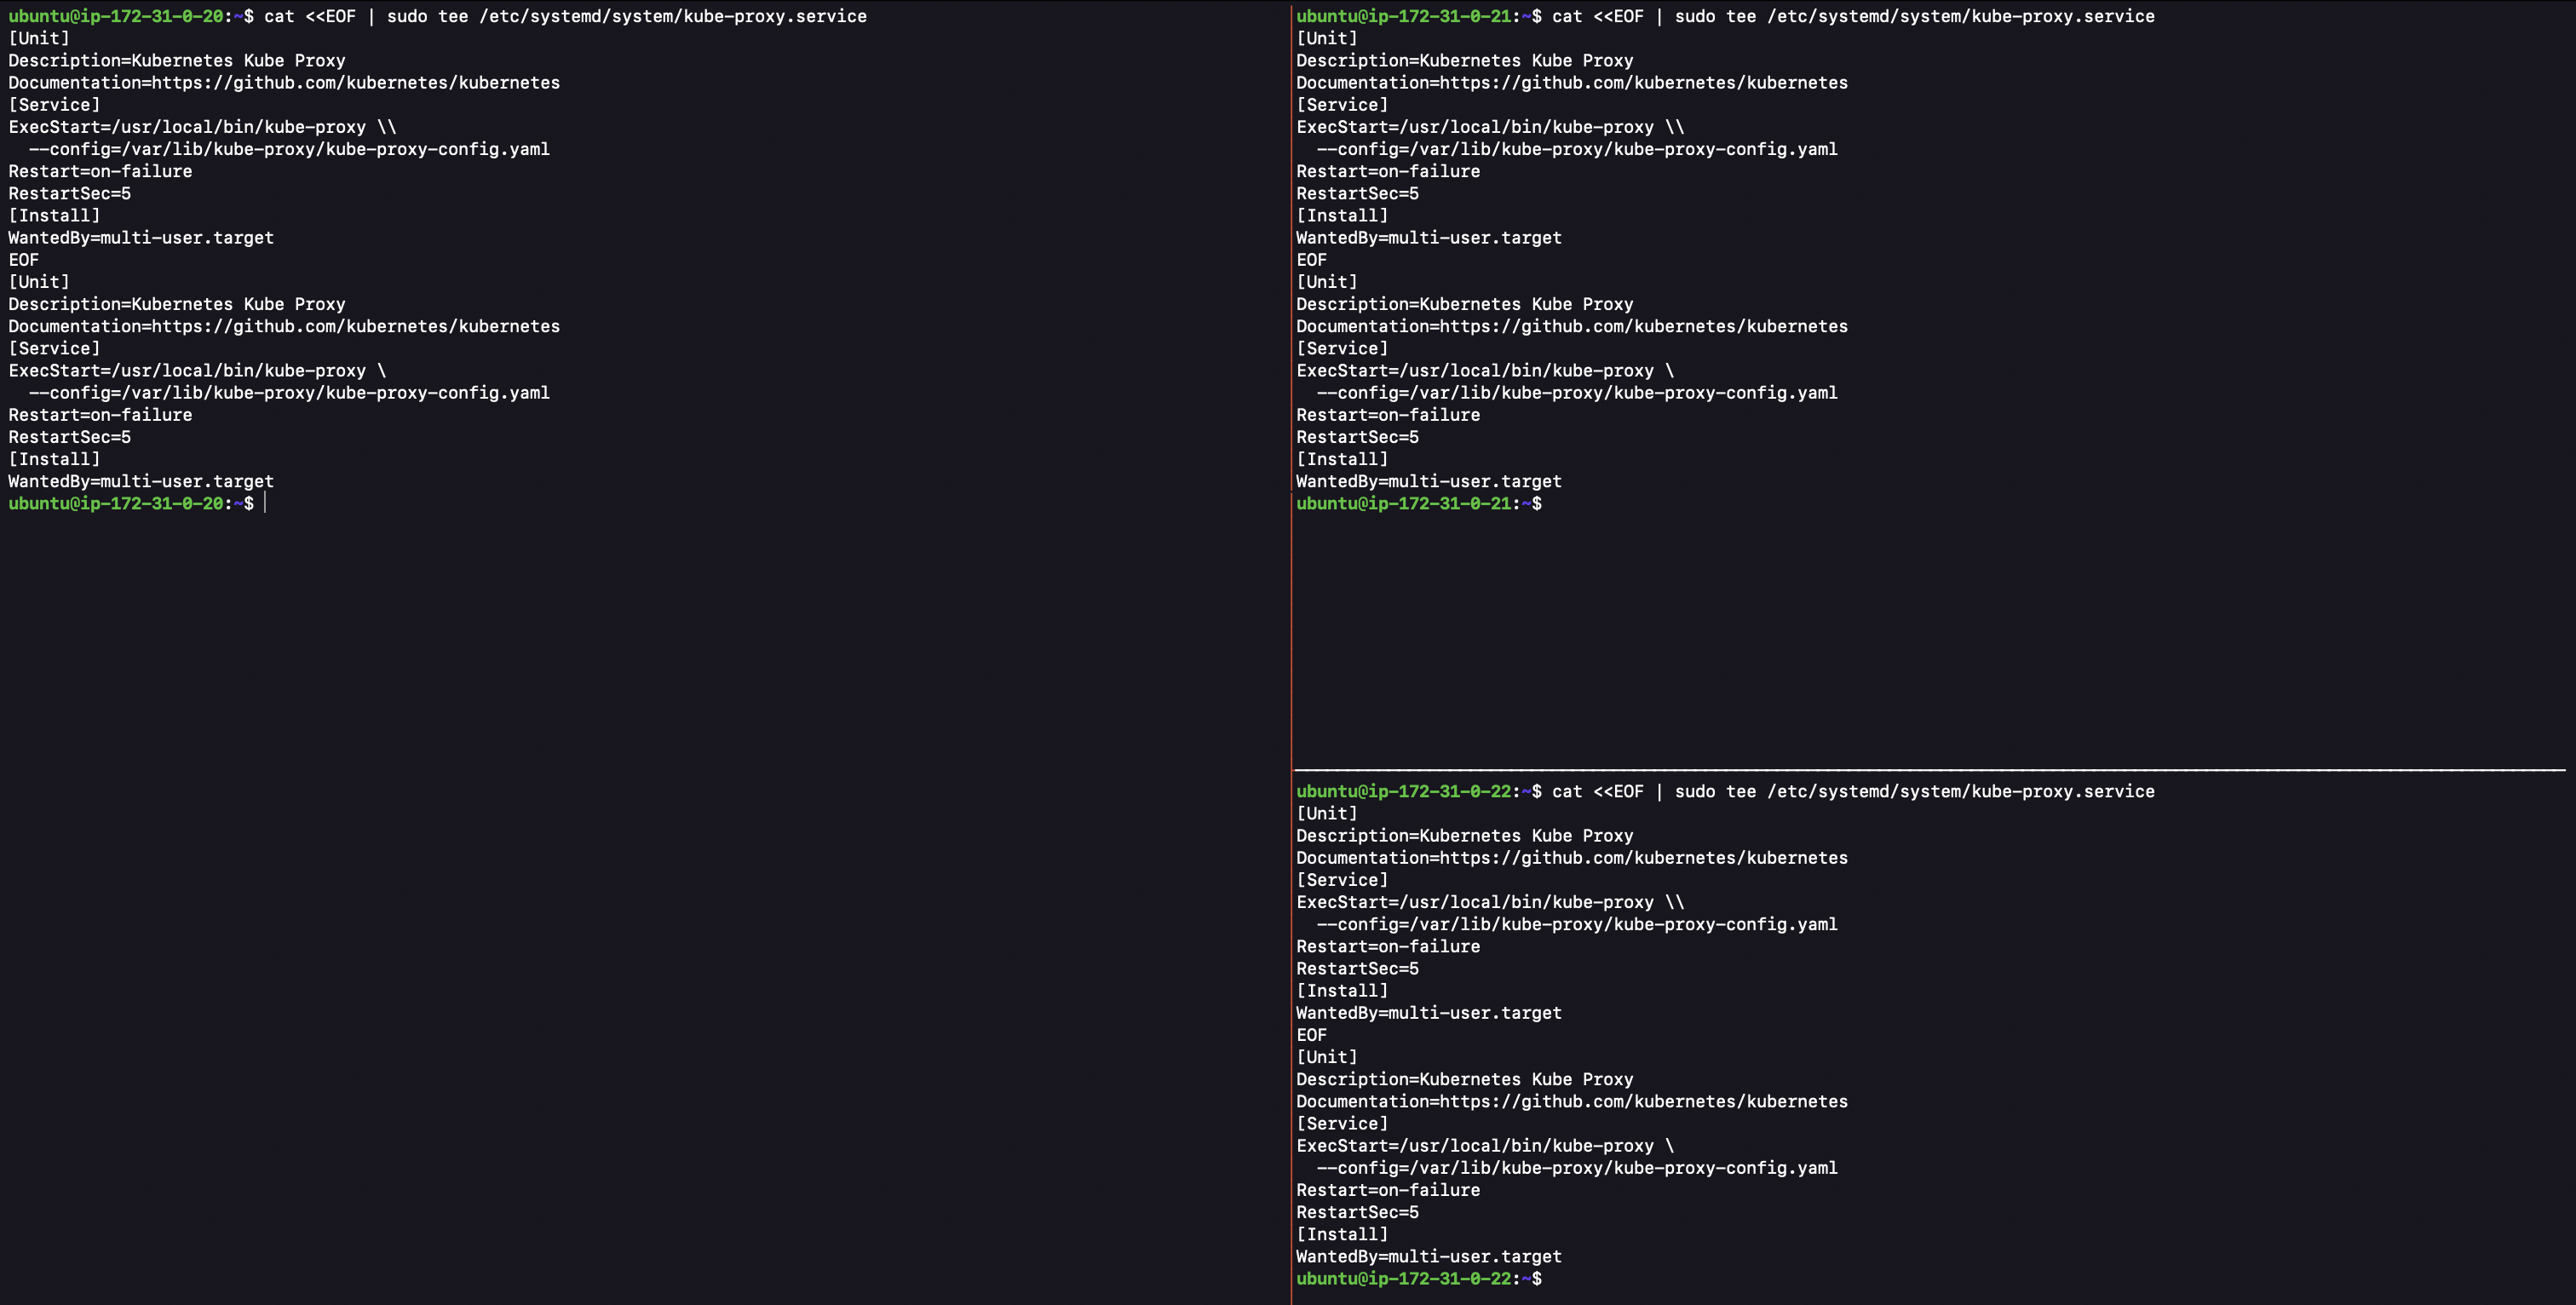 ubuntu@ip-172-31-0-20:~$ cat <<EOF | sudo tee /etc/systemd/system/kube-proxy.service
[Unit]
Description=Kubernetes Kube Proxy
Documentation=https://github.com/kubernetes/kubernetes
[Service]
ExecStart=/usr/local/bin/kube-proxy \\
  --config=/var/lib/kube-proxy/kube-proxy-config.yaml
Restart=on-failure
RestartSec=5
[Install]
WantedBy=multi-user.target
EOF
[Unit]
Description=Kubernetes Kube Proxy
Documentation=https://github.com/kubernetes/kubernetes
[Service]
ExecStart=/usr/local/bin/kube-proxy \
  --config=/var/lib/kube-proxy/kube-proxy-config.yaml
Restart=on-failure
RestartSec=5
[Install]
WantedBy=multi-user.target
ubuntu@ip-172-31-0-20:~$
ubuntu@ip-172-31-0-21:~$ cat <<EOF | sudo tee /etc/systemd/system/kube-proxy.service
[Unit]
Description=Kubernetes Kube Proxy
Documentation=https://github.com/kubernetes/kubernetes
[Service]
ExecStart=/usr/local/bin/kube-proxy \\
  --config=/var/lib/kube-proxy/kube-proxy-config.yaml
Restart=on-failure
RestartSec=5
[Install]
WantedBy=multi-user.target
EOF
[Unit]
Description=Kubernetes Kube Proxy
Documentation=https://github.com/kubernetes/kubernetes
[Service]
ExecStart=/usr/local/bin/kube-proxy \
  --config=/var/lib/kube-proxy/kube-proxy-config.yaml
Restart=on-failure
RestartSec=5
[Install]
WantedBy=multi-user.target
ubuntu@ip-172-31-0-21:~$
ubuntu@ip-172-31-0-22:~$ cat <<EOF | sudo tee /etc/systemd/system/kube-proxy.service
[Unit]
Description=Kubernetes Kube Proxy
Documentation=https://github.com/kubernetes/kubernetes
[Service]
ExecStart=/usr/local/bin/kube-proxy \\
  --config=/var/lib/kube-proxy/kube-proxy-config.yaml
Restart=on-failure
RestartSec=5
[Install]
WantedBy=multi-user.target
EOF
[Unit]
Description=Kubernetes Kube Proxy
Documentation=https://github.com/kubernetes/kubernetes
[Service]
ExecStart=/usr/local/bin/kube-proxy \
  --config=/var/lib/kube-proxy/kube-proxy-config.yaml
Restart=on-failure
RestartSec=5
[Install]
WantedBy=multi-user.target
ubuntu@ip-172-31-0-22:~$